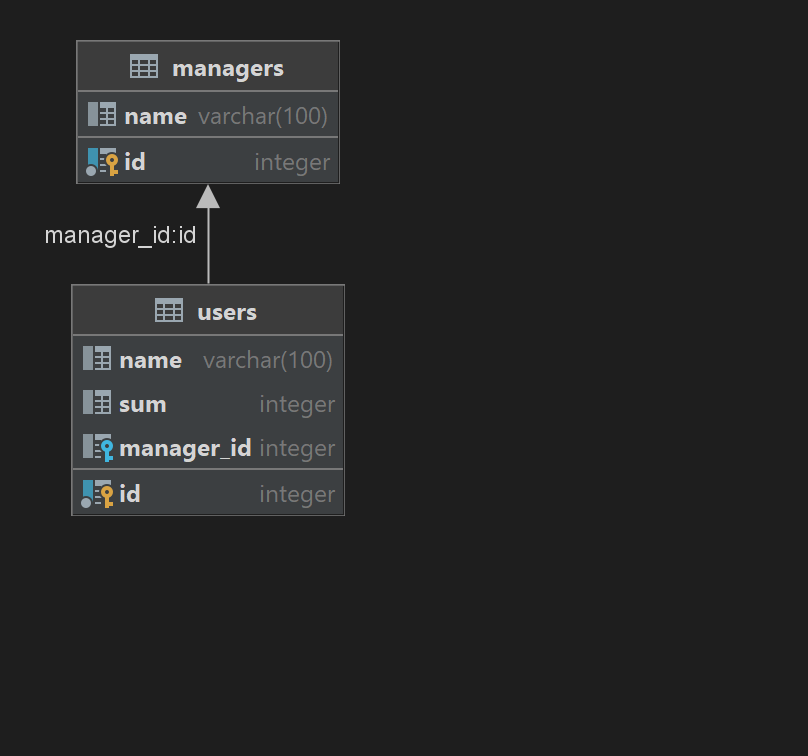 managers
name varchar(100)
id integer
manager_id:id
users
name varchar(100)
sum integer
manager_id integer
id integer